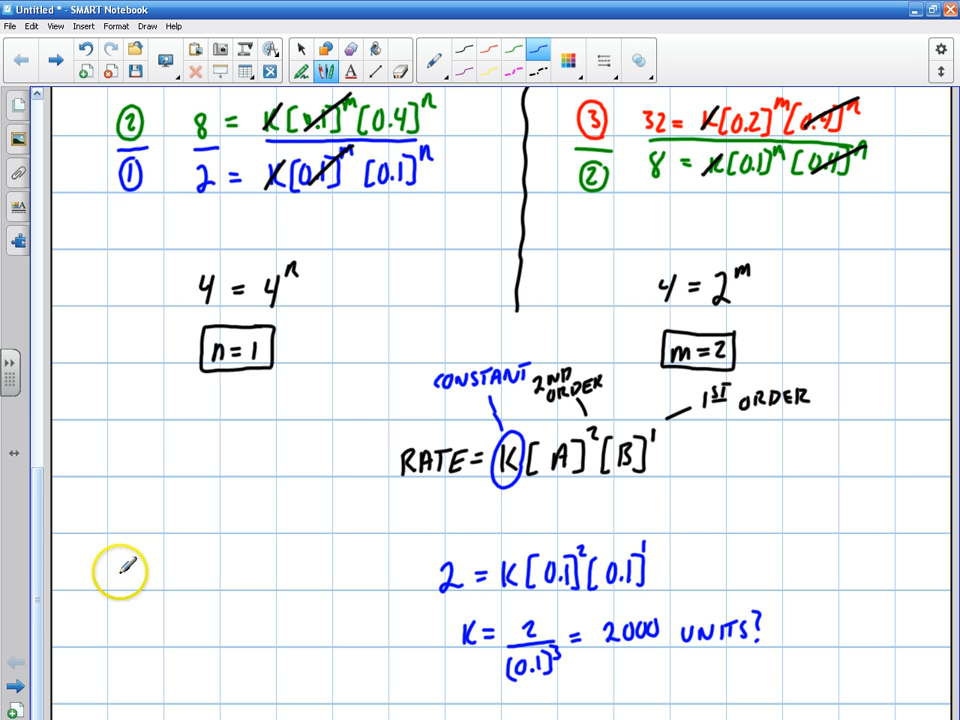 Untitled * - SMART Notebook
File Edit View Insert Format Draw Help
② 8 = K[0.1]^m[0.4]^n
① 2 = K[0.1]^m [0.1]^n
③ 32 = K[0.2]^m[0.4]^n
② 8 = K[0.1]^m[0.4]^n
4 = 4^n
n = 1
4 = 2^m
m = 2
CONSTANT
2ND ORDER
1ST ORDER
RATE = K[A]^2[B]^1
2 = K[0.1]^2[0.1]^1
K = 2/(0.1)^3 = 2000 UNITS?